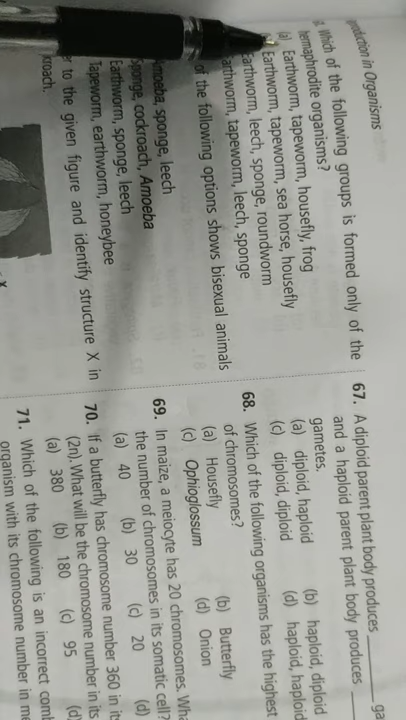 production in Organisms
Which of the following groups is formed only of the
hermaphrodite organisms?
(a) Earthworm, tapeworm, housefly, frog
Earthworm, tapeworm, sea horse, housefly
Earthworm, leech, sponge, roundworm
Earthworm, tapeworm, leech, sponge
of the following options shows bisexual animals
Amoeba, sponge, leech
Sponge, cockroach, Amoeba
Earthworm, sponge, leech
Tapeworm, earthworm, honeybee
to the given figure and identify structure X in
X
67. A diploid parent plant body produces ______ ga
and a haploid parent plant body produces ____
gametes.
(a) diploid, haploid (b) haploid, diploid
(c) diploid, diploid (d) haploid, haploid
68. Which of the following organisms has the highest
of chromosomes?
(a) Housefly (b) Butterfly
(c) Ophioglossum (d) Onion
69. In maize, a meiocyte has 20 chromosomes. Wha
the number of chromosomes in its somatic cell?
(a) 40 (b) 30 (c) 20 (d)
70. If a butterfly has chromosome number 360 in it
(2n). What will be the chromosome number in its
(a) 380 (b) 180 (c) 95 (d)
71. Which of the following is an incorrect comb
organism with its chromosome number in me